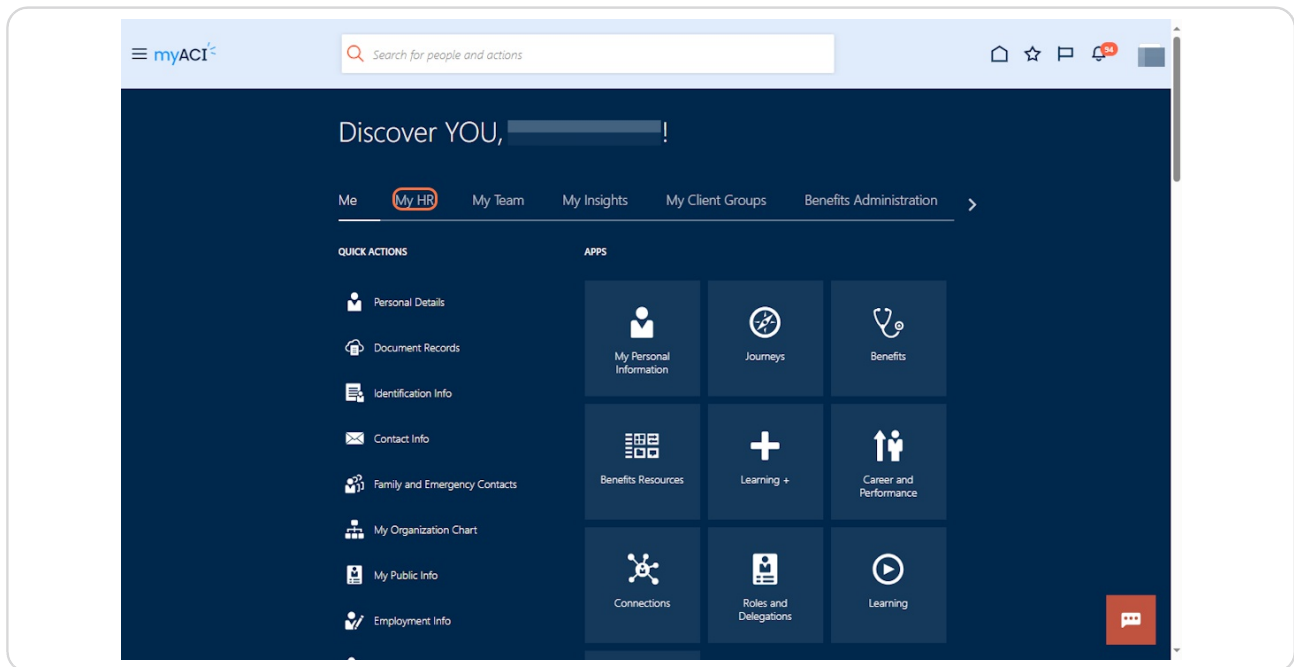 myACI
Search for people and actions
94
Discover YOU, !
Me My HR My Team My Insights My Client Groups Benefits Administration
QUICK ACTIONS
Personal Details
Document Records
Identification Info
Contact Info
Family and Emergency Contacts
My Organization Chart
My Public Info
Employment Info
APPS
My Personal
Information
Journeys
Benefits
Benefits Resources
Learning +
Career and
Performance
Connections
Roles and
Delegations
Learning